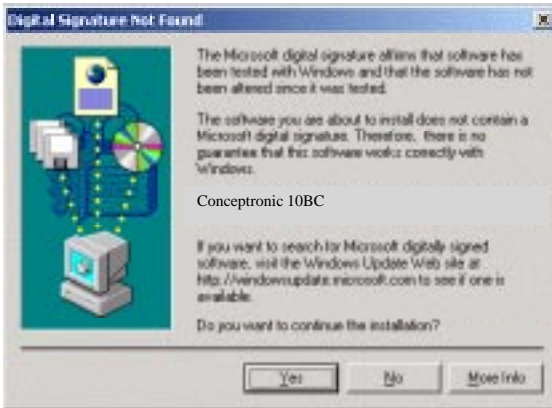 Digital Signature Not Found
The Microsoft digital signature affirms that software has
been tested with Windows and that the software has not
been altered since it was tested.
The software you are about to install does not contain a
Microsoft digital signature. Therefore, there is no
guarantee that this software works correctly with
Windows.
Conceptronic 10BC
If you want to search for Microsoft digitally signed
software, visit the Windows Update Web site at
http://windowsupdate.microsoft.com to see if one is
available.
Do you want to continue the installation?
Yes No More Info